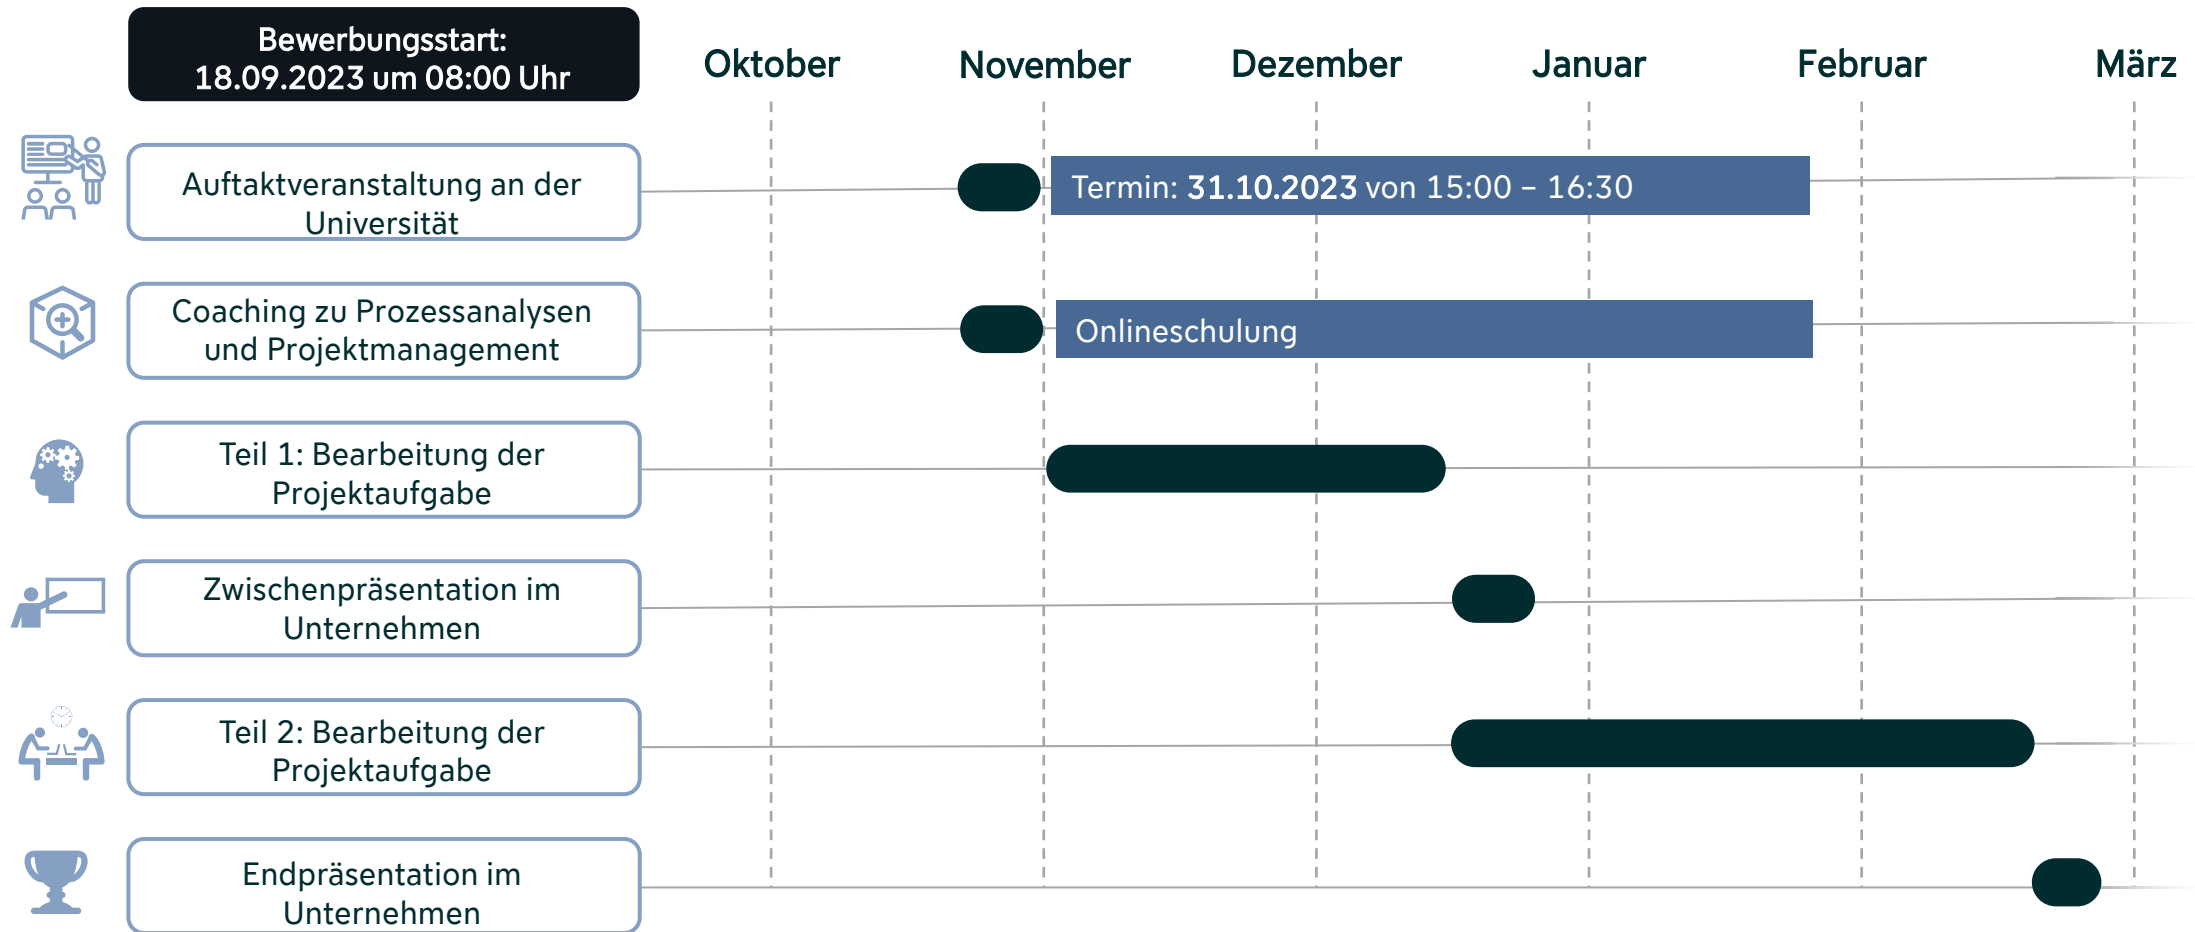 Bewerbungsstart:
18.09.2023 um 08:00 Uhr
Oktober
November
Dezember
Januar
Februar
März
Auftaktveranstaltung an der
Universität
Termin: 31.10.2023 von 15:00 – 16:30
Coaching zu Prozessanalysen
und Projektmanagement
Onlineschulung
Teil 1: Bearbeitung der
Projektaufgabe
Zwischenpräsentation im
Unternehmen
Teil 2: Bearbeitung der
Projektaufgabe
Endpräsentation im
Unternehmen